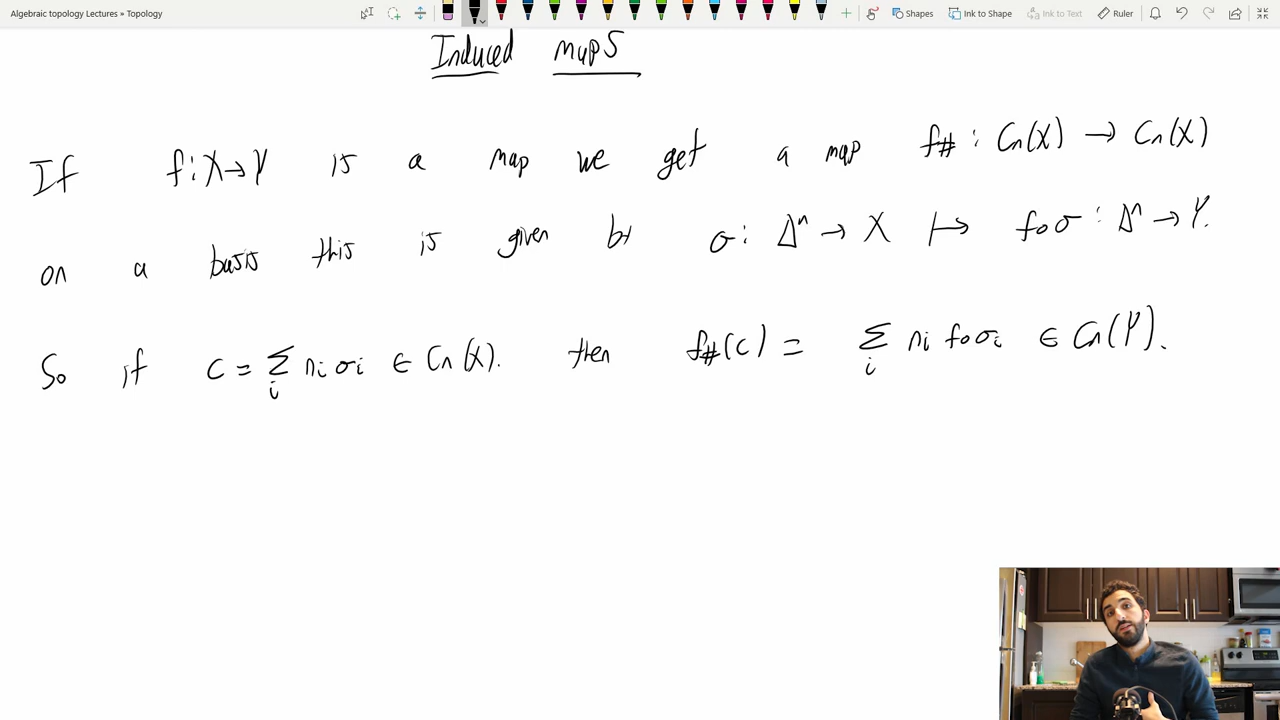 Algebraic topology Lectures » Topology
Shapes
Ink to Shape
Ink to Text
Ruler
Induced maps
If f: X → Y is a map we get a map f# : Cn(X) → Cn(X)
on a basis this is given by σ: Δⁿ → X ↦ f∘σ : Δⁿ → Y.
So if c = Σ_i ni σi ∈ Cn(X). then f#(c) = Σ_i ni f∘σi ∈ Cn(Y).